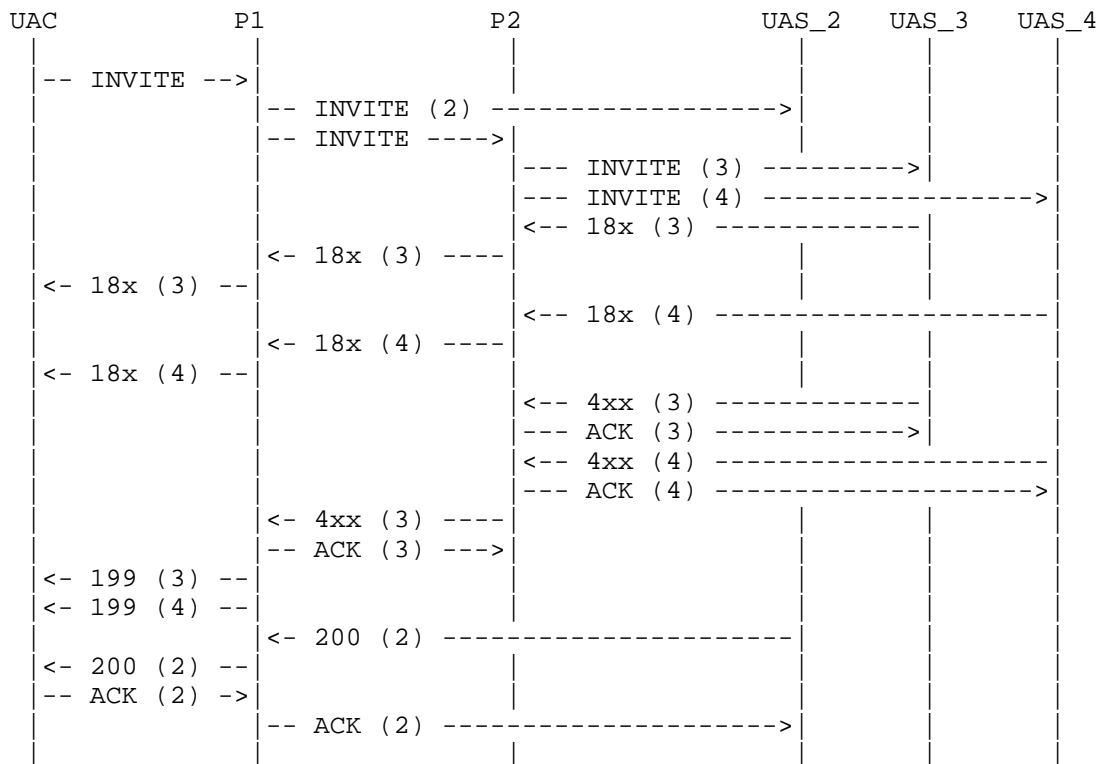 UAC P1 P2 UAS_2 UAS_3 UAS_4
-- INVITE -->
-- INVITE (2) ------------------>
-- INVITE ---->
--- INVITE (3) --------->
--- INVITE (4) ----------------->
<-- 18x (3) -------------
<- 18x (3) ----
<- 18x (3) --
<-- 18x (4) ---------------------
<- 18x (4) ----
<- 18x (4) --
<-- 4xx (3) -------------
--- ACK (3) ------------>
<-- 4xx (4) ---------------------
--- ACK (4) -------------------->
<- 4xx (3) ----
-- ACK (3) --->
<- 199 (3) --
<- 199 (4) --
<- 200 (2) ----------------------
<- 200 (2) --
-- ACK (2) ->
-- ACK (2) --------------------->